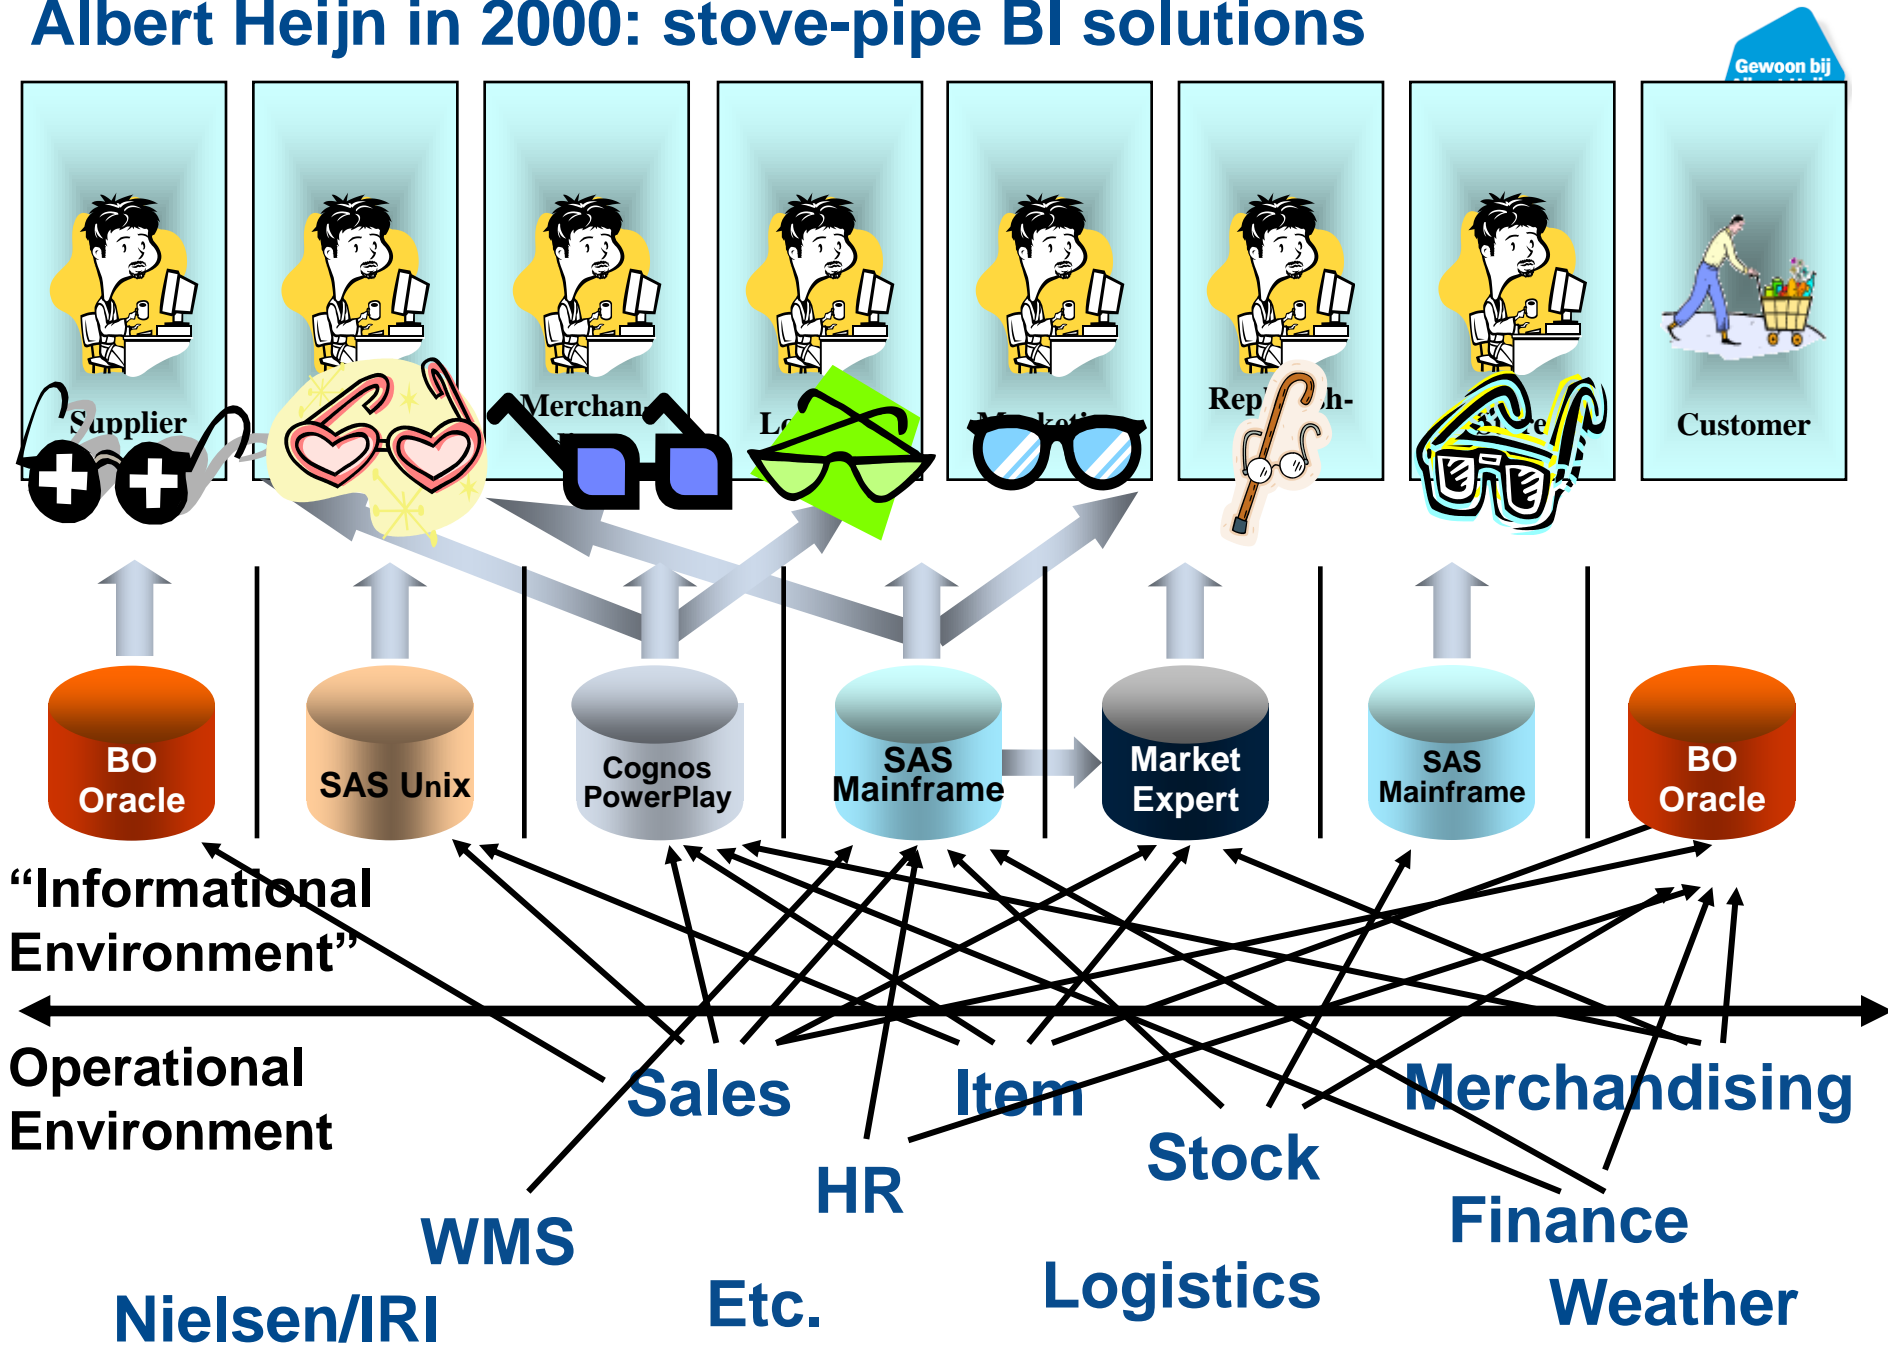 Albert Heijn in 2000: stove-pipe BI solutions
Gewoon bij
Supplier
Merchan
Customer
BO
Oracle
SAS Unix
Cognos
PowerPlay
SAS
Mainframe
Market
Expert
SAS
Mainframe
BO
Oracle
“Informational
Environment”
Operational
Environment
Sales
Item
Merchandising
Stock
HR
Finance
WMS
Logistics
Etc.
Weather
Nielsen/IRI